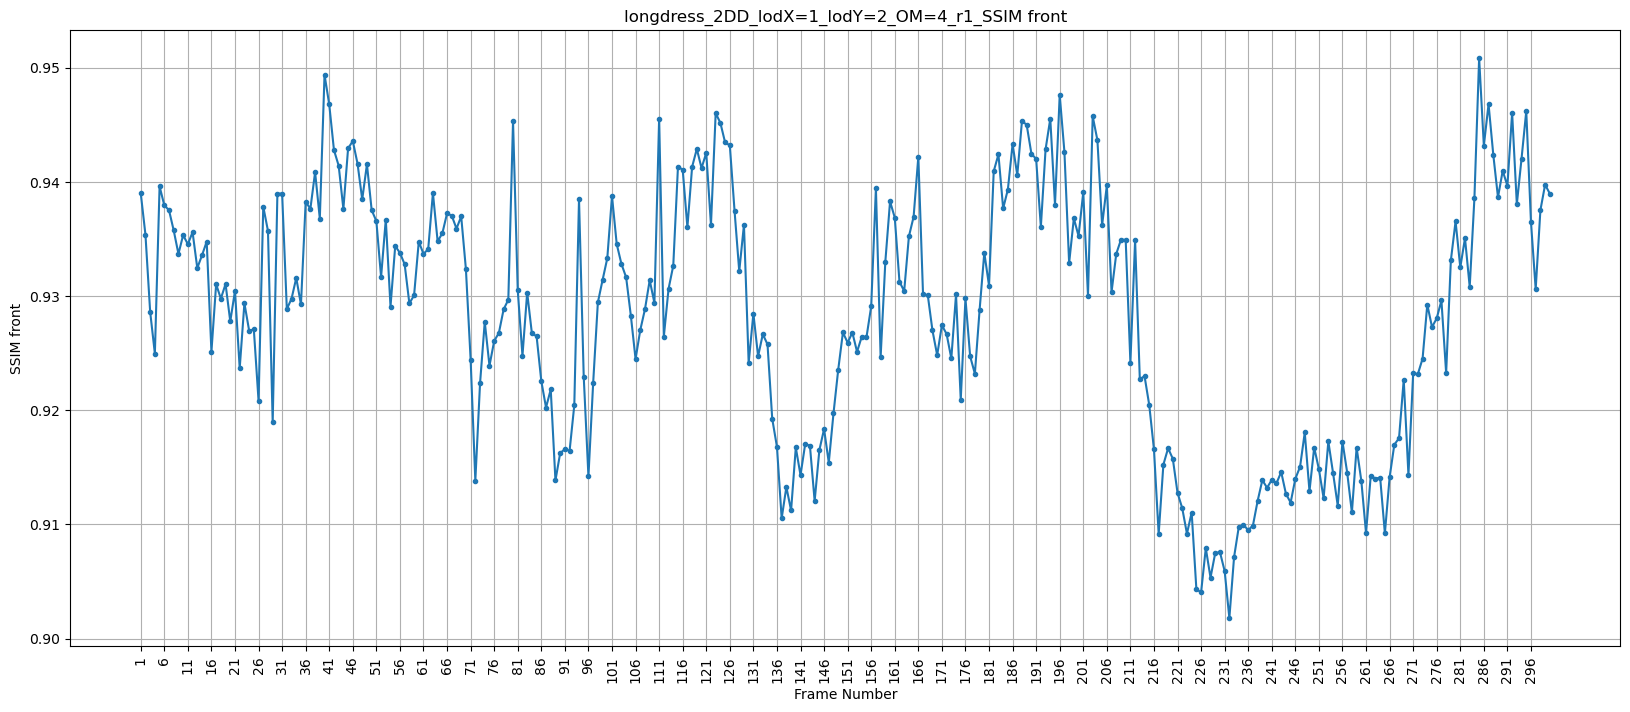 longdress_2DD_lodX=1_lodY=2_OM=4_r1_SSIM front
SSIM front
0.95
0.94
0.93
0.92
0.91
0.90
1 6 11 16 21 26 31 36 41 46 51 56 61 66 71 76 81 86 91 96 101 106 111 116 121 126 131 136 141 146 151 156 161 166 171 176 181 186 191 196 201 206 211 216 221 226 231 236 241 246 251 256 261 266 271 276 281 286 291 296
Frame Number